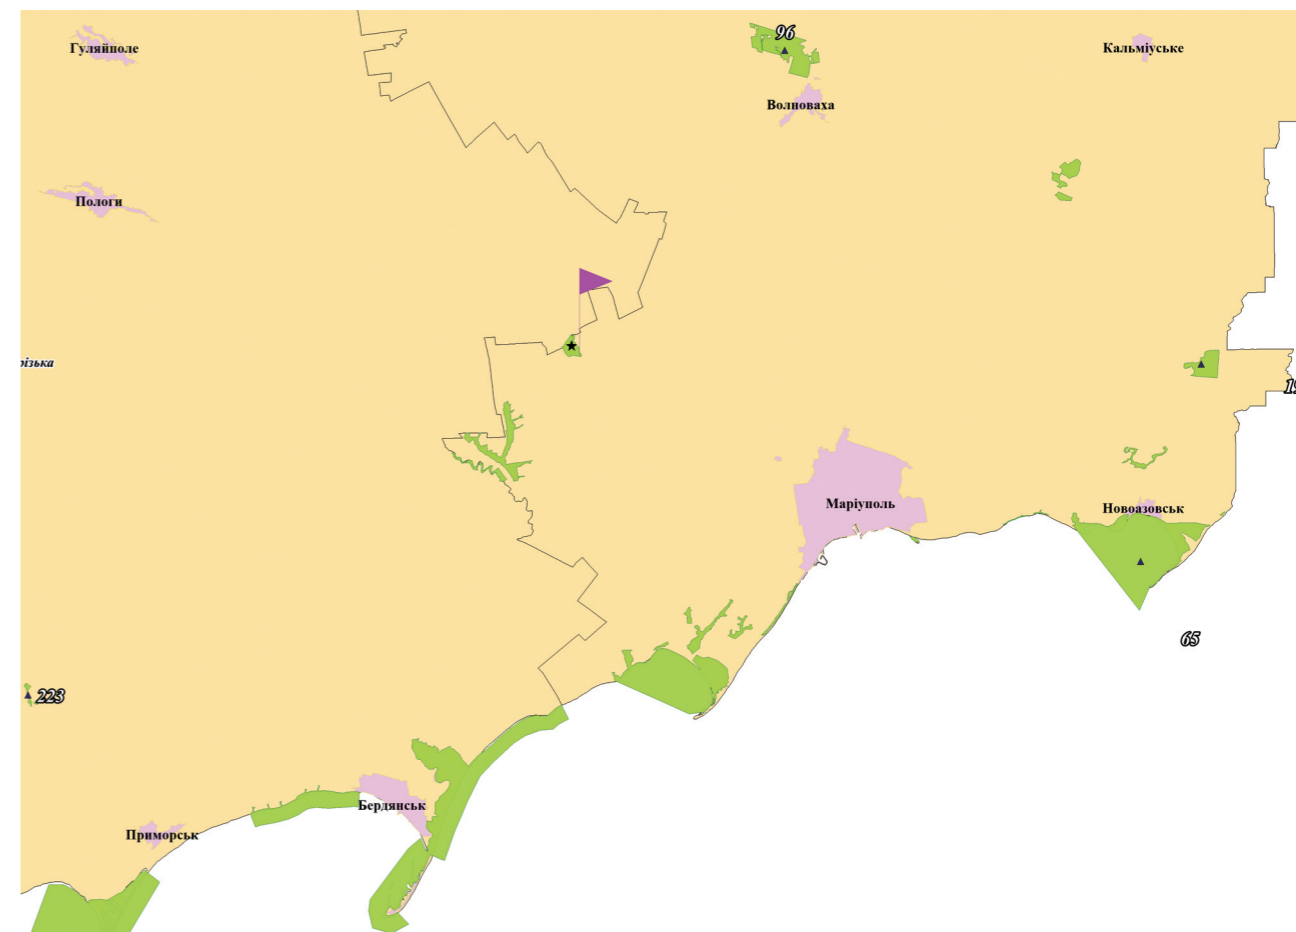 96
Гуляйполе
Кальміуське
Волноваха
Пологи
різька
Маріуполь
Новоазовськ
65
223
Бердянськ
Приморськ